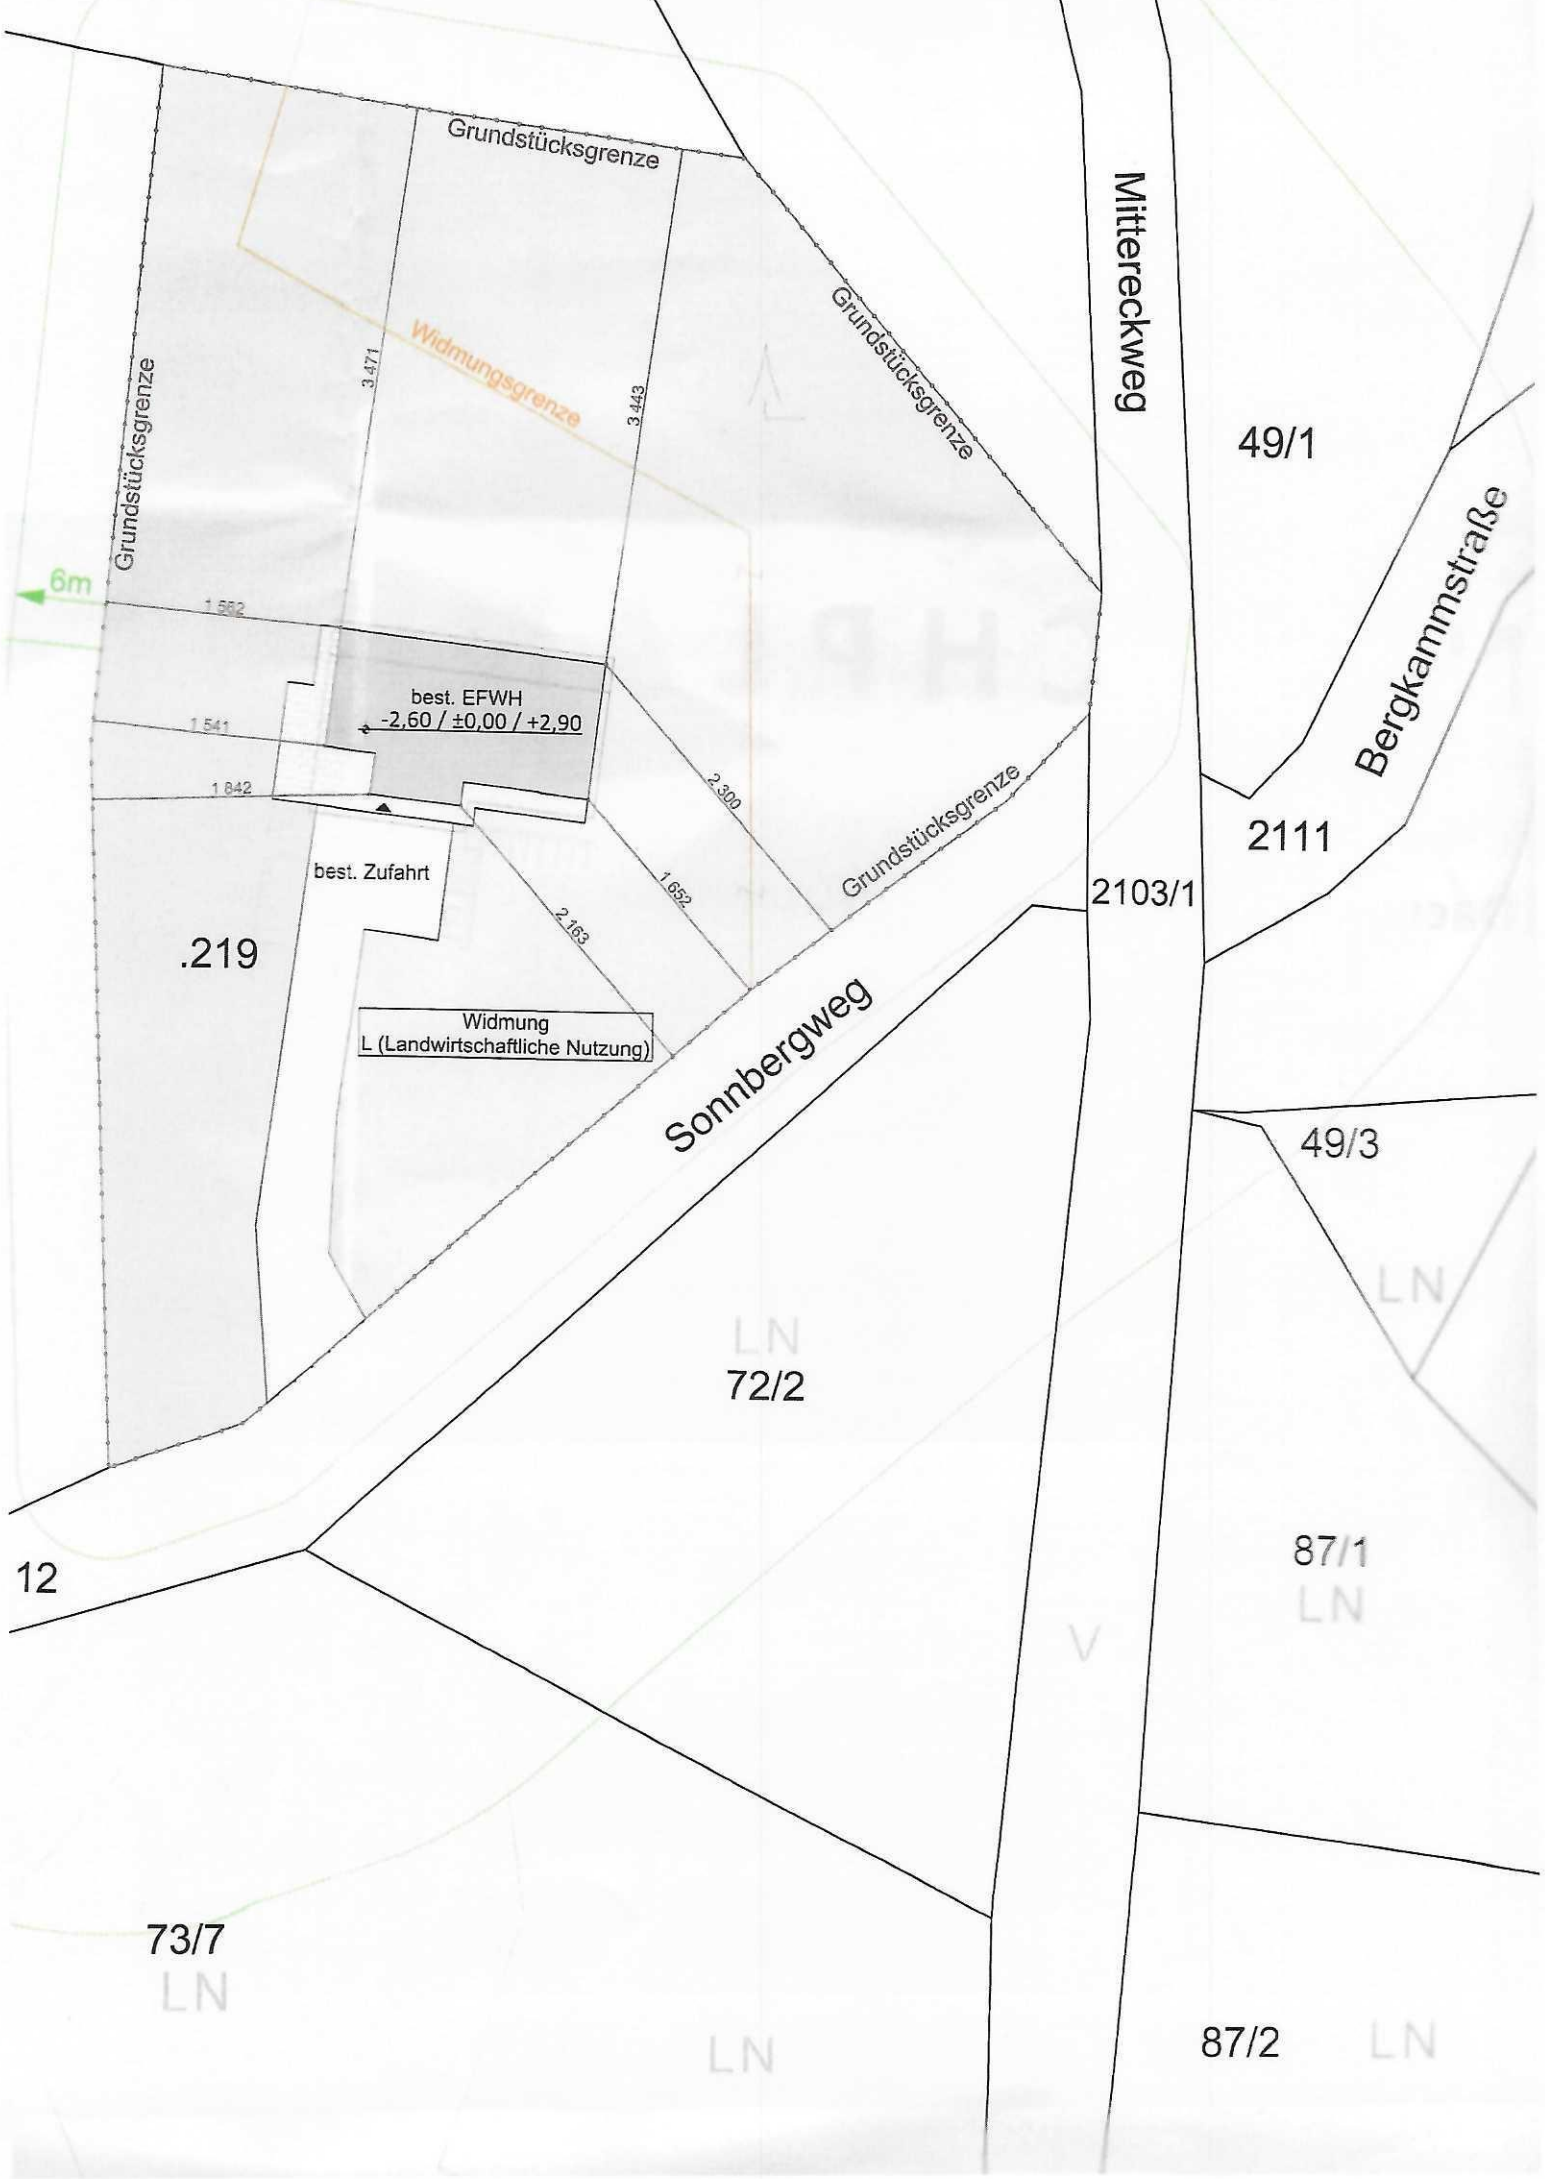 Grundstücksgrenze
Mittereckweg
Grundstücksgrenze
Widmungsgrenze
3 471
3 443
Grundstücksgrenze
49/1
Bergkammstraße
6m
1 562
best. EFWH
-2,60 / ±0,00 / +2,90
1 541
1 842
2 300
Grundstücksgrenze
2111
best. Zufahrt
1 652
2103/1
2 163
.219
Widmung
L (Landwirtschaftliche Nutzung)
Sonnbergweg
49/3
LN
LN
72/2
12
87/1
LN
V
73/7
LN
LN
87/2
LN